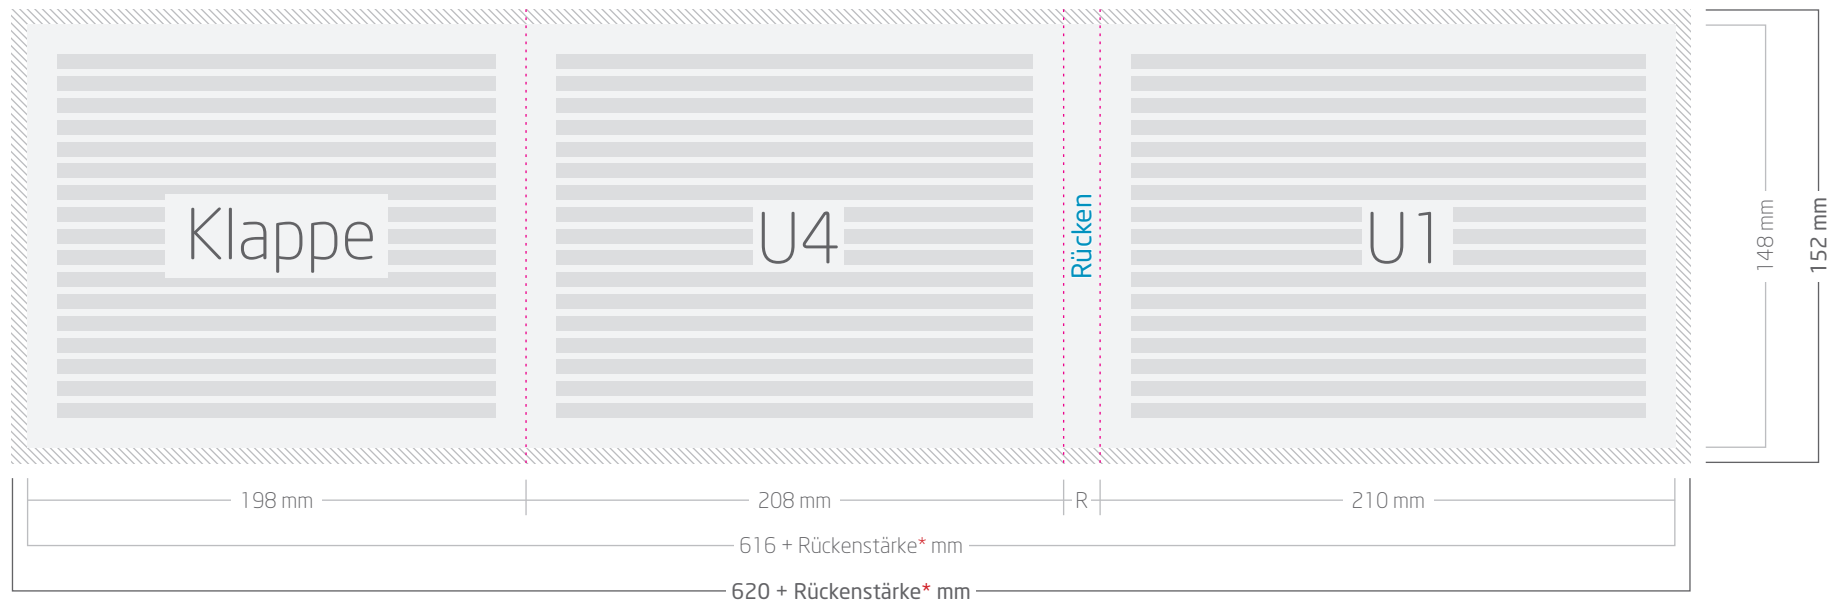 Klappe
U4
Rücken
U1
148 mm
152 mm
198 mm
208 mm
R
210 mm
616 + Rückenstärke* mm
620 + Rückenstärke* mm